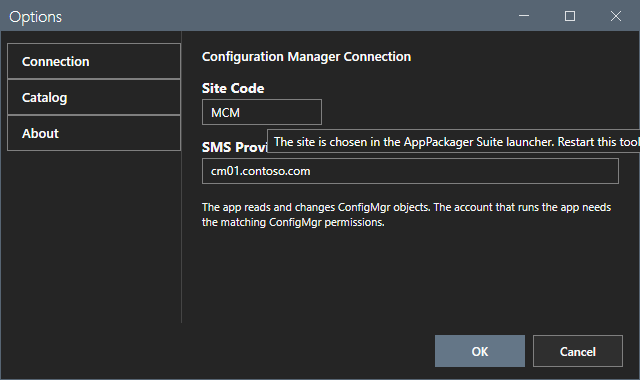 Options
Connection
Catalog
About
Configuration Manager Connection
Site Code
MCM
The site is chosen in the AppPackager Suite launcher. Restart this tool
SMS
cm01.contoso.com
The app reads and changes ConfigMgr objects. The account that runs the app needs
the matching ConfigMgr permissions.
OK
Cancel